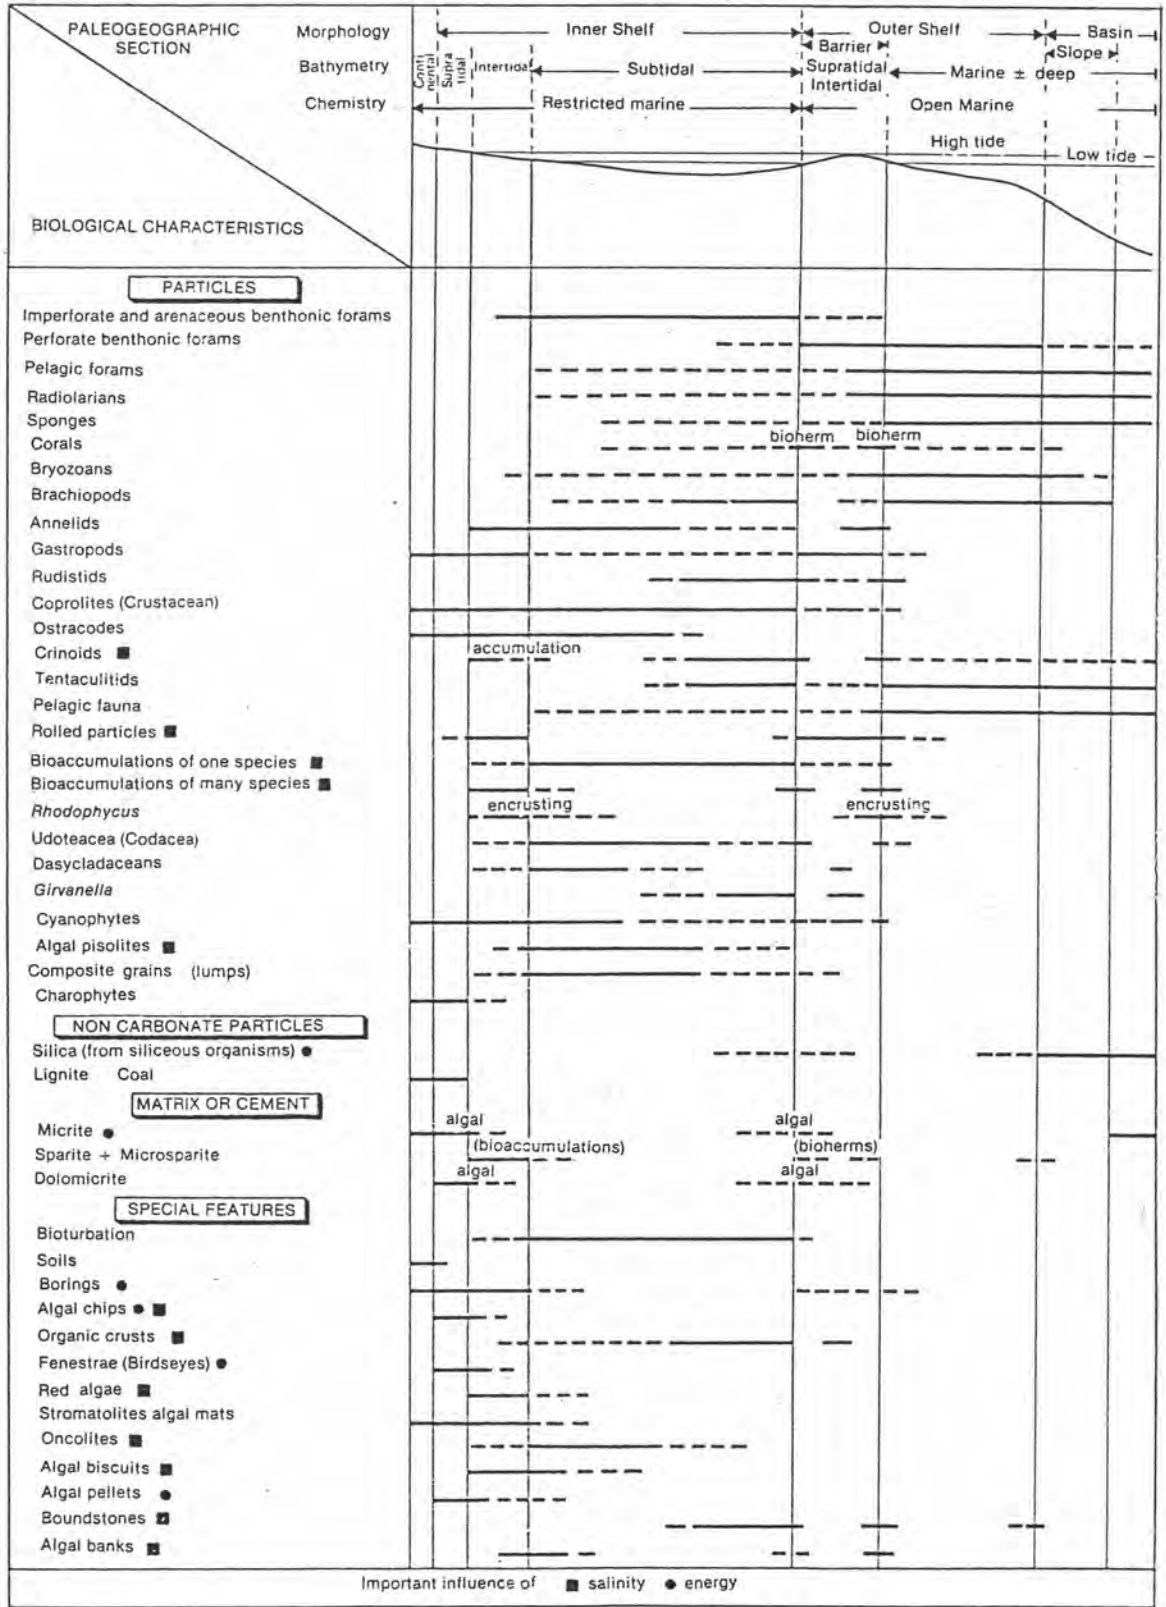 PALEOGEOGRAPHIC
SECTION
Morphology
Bathymetry
Chemistry
BIOLOGICAL CHARACTERISTICS
Inner Shelf
Outer Shelf
Basin
Barrier
Slope
Conti
nental
Supra
tidal
Intertidal
Subtidal
Supratidal
Intertidal
Marine ± deep
Restricted marine
Open Marine
High tide
Low tide
PARTICLES
Imperforate and arenaceous benthonic forams
Perforate benthonic forams
Pelagic forams
Radiolarians
Sponges
Corals bioherm bioherm
Bryozoans
Brachiopods
Annelids
Gastropods
Rudistids
Coprolites (Crustacean)
Ostracodes
Crinoids ■ accumulation
Tentaculitids
Pelagic fauna
Rolled particles ■
Bioaccumulations of one species ■
Bioaccumulations of many species ■
Rhodophycus encrusting encrusting
Udoteacea (Codacea)
Dasycladaceans
Girvanella
Cyanophytes
Algal pisolites ■
Composite grains (lumps)
Charophytes
NON CARBONATE PARTICLES
Silica (from siliceous organisms) ●
Lignite Coal
MATRIX OR CEMENT
Micrite ● algal algal
Sparite + Microsparite (bioaccumulations) (bioherms)
Dolomicrite algal algal
SPECIAL FEATURES
Bioturbation
Soils
Borings ●
Algal chips ● ■
Organic crusts ■
Fenestrae (Birdseyes) ●
Red algae ■
Stromatolites algal mats
Oncolites ■
Algal biscuits ■
Algal pellets ●
Boundstones ■
Algal banks ■
Important influence of ■ salinity ● energy